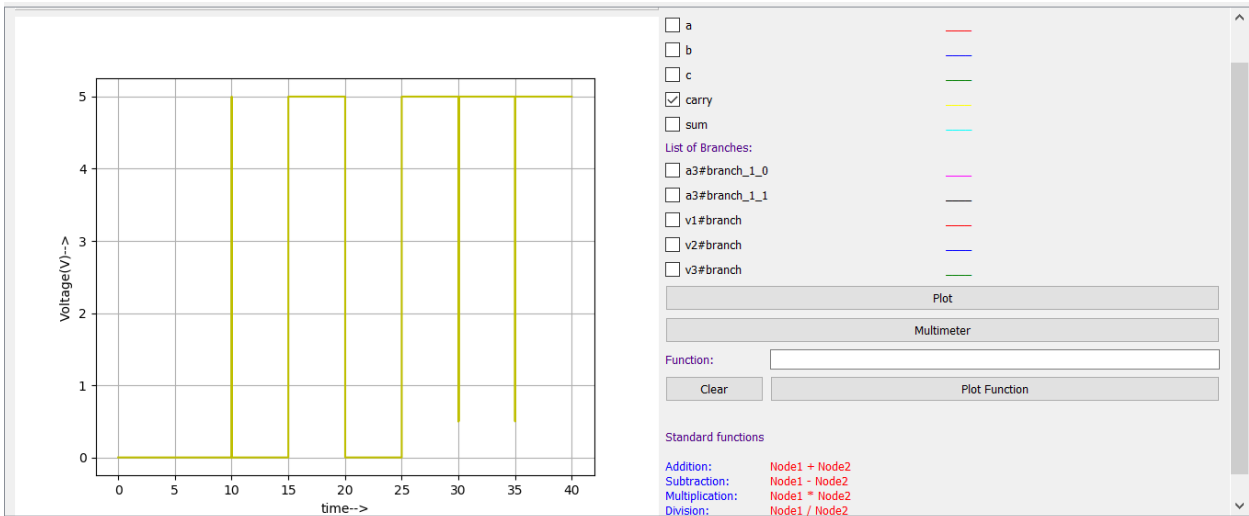 5
4
3
2
1
0
Voltage(V)-->
0 5 10 15 20 25 30 35 40
time-->
a
b
c
carry
sum
List of Branches:
a3#branch_1_0
a3#branch_1_1
v1#branch
v2#branch
v3#branch
Plot
Multimeter
Function:
Clear Plot Function
Standard functions
Addition: Node1 + Node2
Subtraction: Node1 - Node2
Multiplication: Node1 * Node2
Division: Node1 / Node2